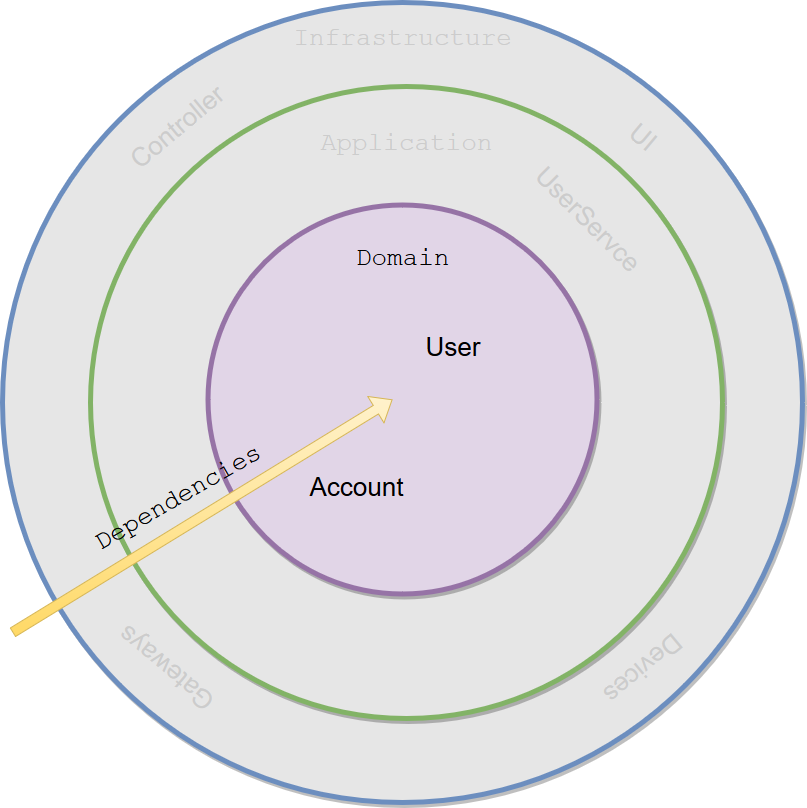 Infrastructure
Controller
UI
Application
UserServce
Domain
User
Dependencies
Account
Gateways
Devices